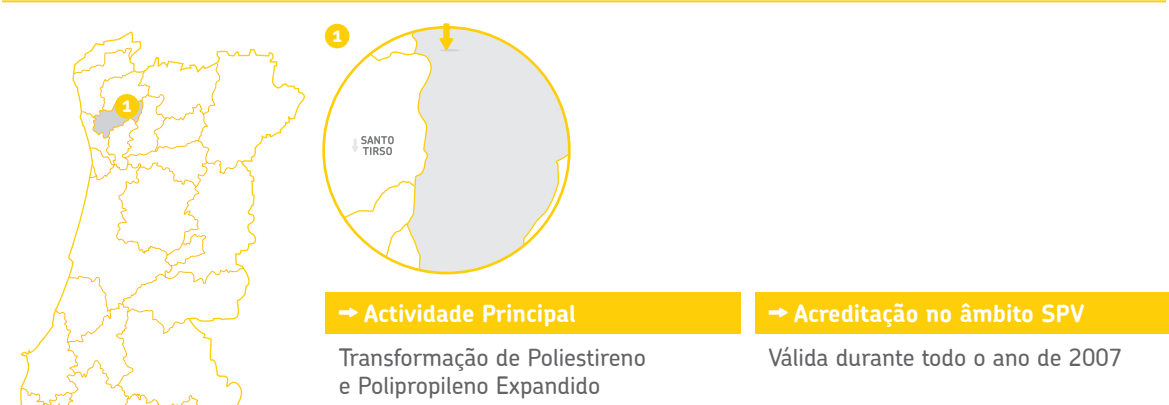 1
1
SANTO
TIRSO
➞ Actividade Principal
Transformação de Poliestireno
e Polipropileno Expandido
➞ Acreditação no âmbito SPV
Válida durante todo o ano de 2007